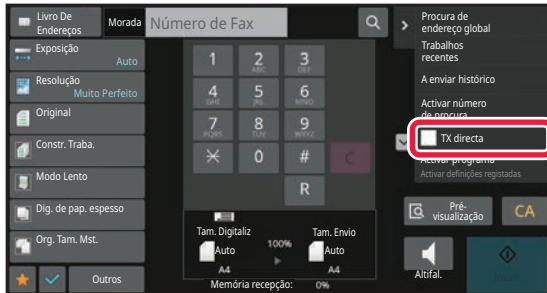 Livro De
Endereços
Morada
Número de Fax
Exposição
Auto
Resolução
Muito Perfeito
Original
Constr. Traba.
Modo Lento
Dig. de pap. espesso
Org. Tam. Mst.
Outros
1
2
ABC
3
DEF
4
GHI
5
JKL
6
MNO
7
PQRS
8
TUV
9
WXYZ
0
#
C
R
Tam. Digitaliz
Auto
A4
100%
Tam. Envio
Auto
A4
Memória recepção: 0%
Procura de
endereço global
Trabalhos
recentes
A enviar histórico
Activar número
de procura
TX directa
Activar programa
Activar definições registadas
Pré-
visualização
CA
Altifal.